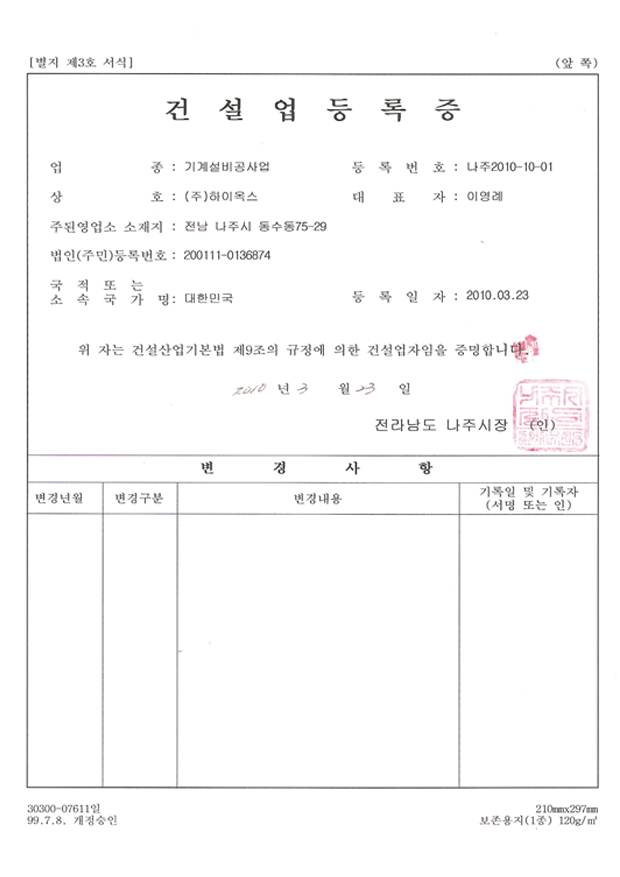 [별지 제3호 서식] (앞 쪽)
건 설 업 등 록 증
업 종 : 기계설비공사업 등 록 번 호 : 나주2010-10-01
상 호 : (주)하이옥스 대 표 자 : 이영례
주된영업소 소재지 : 전남 나주시 동수동75-29
법인(주민)등록번호 : 200111-0136874
국 적 또 는
소 속 국 가 명: 대한민국 등 록 일 자 : 2010.03.23
위 자는 건설산업기본법 제9조의 규정에 의한 건설업자임을 증명합니다.
2010 년 3 월 23 일
전라남도 나주시장 (인)
변 경 사 항
변경년월 변경구분 변경내용 기록일 및 기록자
(서명 또는 인)
30300-07611일 210mm×297mm
99.7.8. 개정승인 보존용지(1종) 120g/㎡